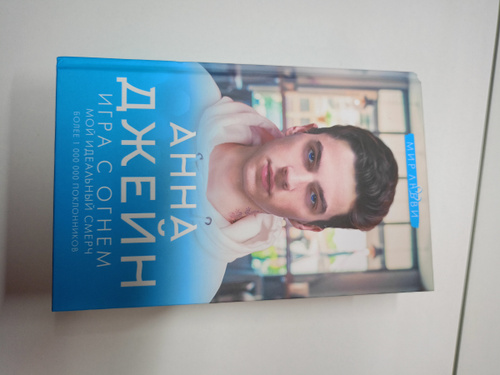 МИР ЛЮБВИ
АННА
ДЖЕЙН
ИГРА С ОГНЕМ
МОЙ ИДЕАЛЬНЫЙ СМЕРЧ
БОЛЕЕ 1 000 000 ПОКЛОННИКОВ